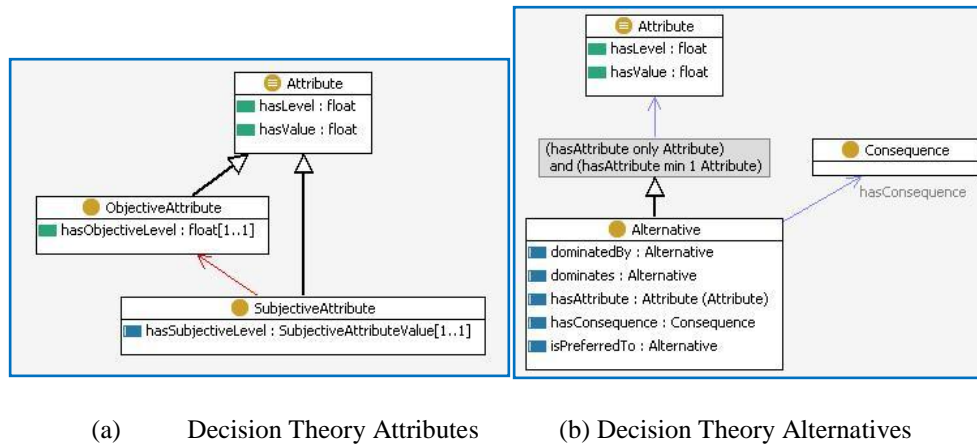 Attribute
hasLevel : float
hasValue : float
ObjectiveAttribute
hasObjectiveLevel : float[1..1]
SubjectiveAttribute
hasSubjectiveLevel : SubjectiveAttributeValue[1..1]
Attribute
hasLevel : float
hasValue : float
(hasAttribute only Attribute)
and (hasAttribute min 1 Attribute)
Consequence
hasConsequence
Alternative
dominatedBy : Alternative
dominates : Alternative
hasAttribute : Attribute (Attribute)
hasConsequence : Consequence
isPreferredTo : Alternative
(a) Decision Theory Attributes
(b) Decision Theory Alternatives